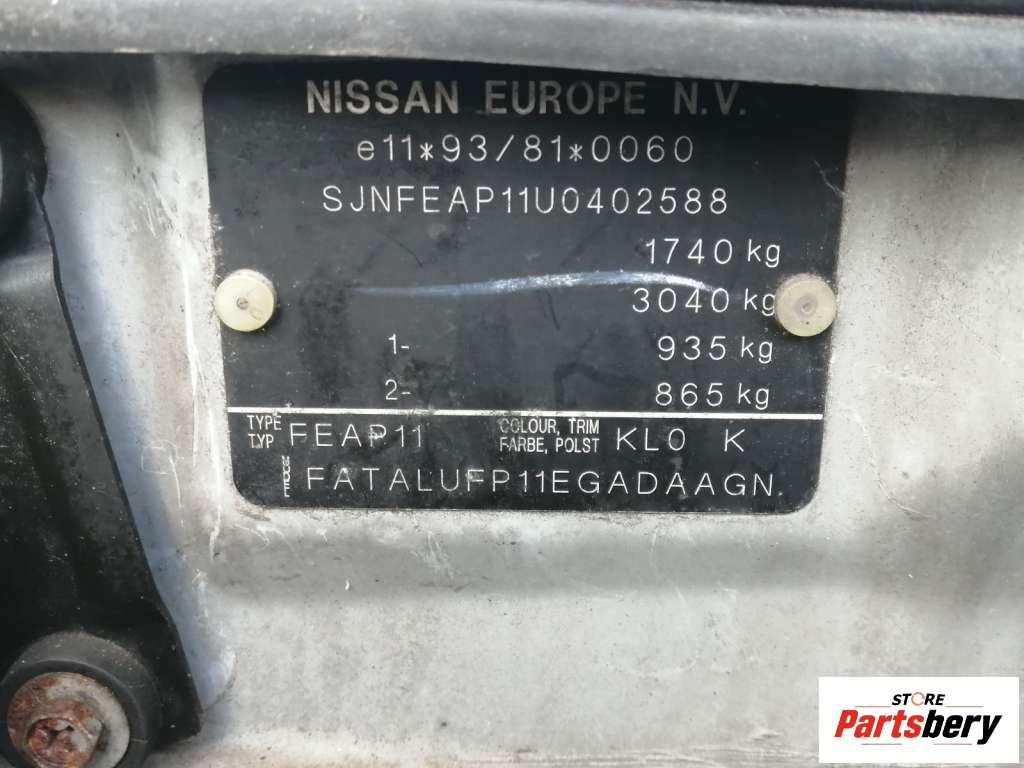 NISSAN EUROPE N.V.
e11*93/81*0060
SJNFEAP11U0402588
1740 kg
3040 kg
1- 935 kg
2- 865 kg
TYPE TYP FEAP11 COLOUR, TRIM FARBE, POLST KL0 K
MODEL FATALUFP11EGADAAGN
STORE
Partsbery